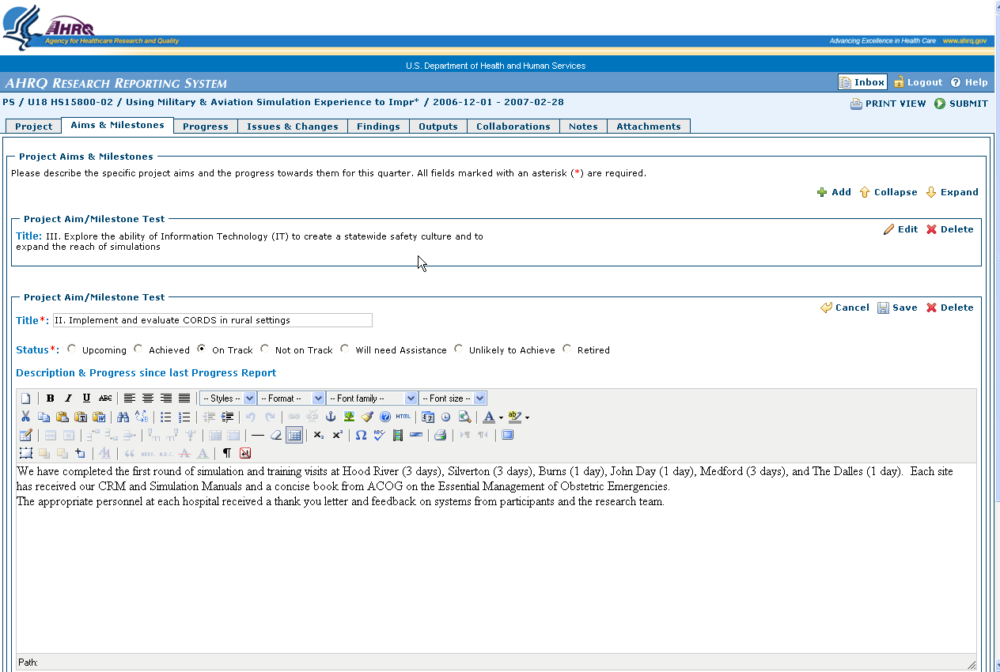 AHRQ
Agency for Healthcare Research and Quality
Advancing Excellence in Health Care www.ahrq.gov
U.S. Department of Health and Human Services
AHRQ RESEARCH REPORTING SYSTEM
Inbox Logout Help
PS / U18 HS15800-02 / Using Military & Aviation Simulation Experience to Impr* / 2006-12-01 - 2007-02-28
PRINT VIEW SUBMIT
Project Aims & Milestones Progress Issues & Changes Findings Outputs Collaborations Notes Attachments
Project Aims & Milestones
Please describe the specific project aims and the progress towards them for this quarter. All fields marked with an asterisk (*) are required.
Add Collapse Expand
Project Aim/Milestone Test
Title: III. Explore the ability of Information Technology (IT) to create a statewide safety culture and to
expand the reach of simulations
Edit Delete
Project Aim/Milestone Test
Cancel Save Delete
Title*: II. Implement and evaluate CORDS in rural settings
Status*: Upcoming Achieved On Track Not on Track Will need Assistance Unlikely to Achieve Retired
Description & Progress since last Progress Report
B I U ABC -- Styles -- -- Format -- -- Font family -- -- Font size --
HTML A ab
x₂ x² Ω ABC
ABBR. A.B.C. A A ¶
We have completed the first round of simulation and training visits at Hood River (3 days), Silverton (3 days), Burns (1 day), John Day (1 day), Medford (3 days), and The Dalles (1 day). Each site
has received our CRM and Simulation Manuals and a concise book from ACOG on the Essential Management of Obstetric Emergencies.
The appropriate personnel at each hospital received a thank you letter and feedback on systems from participants and the research team.
Path: